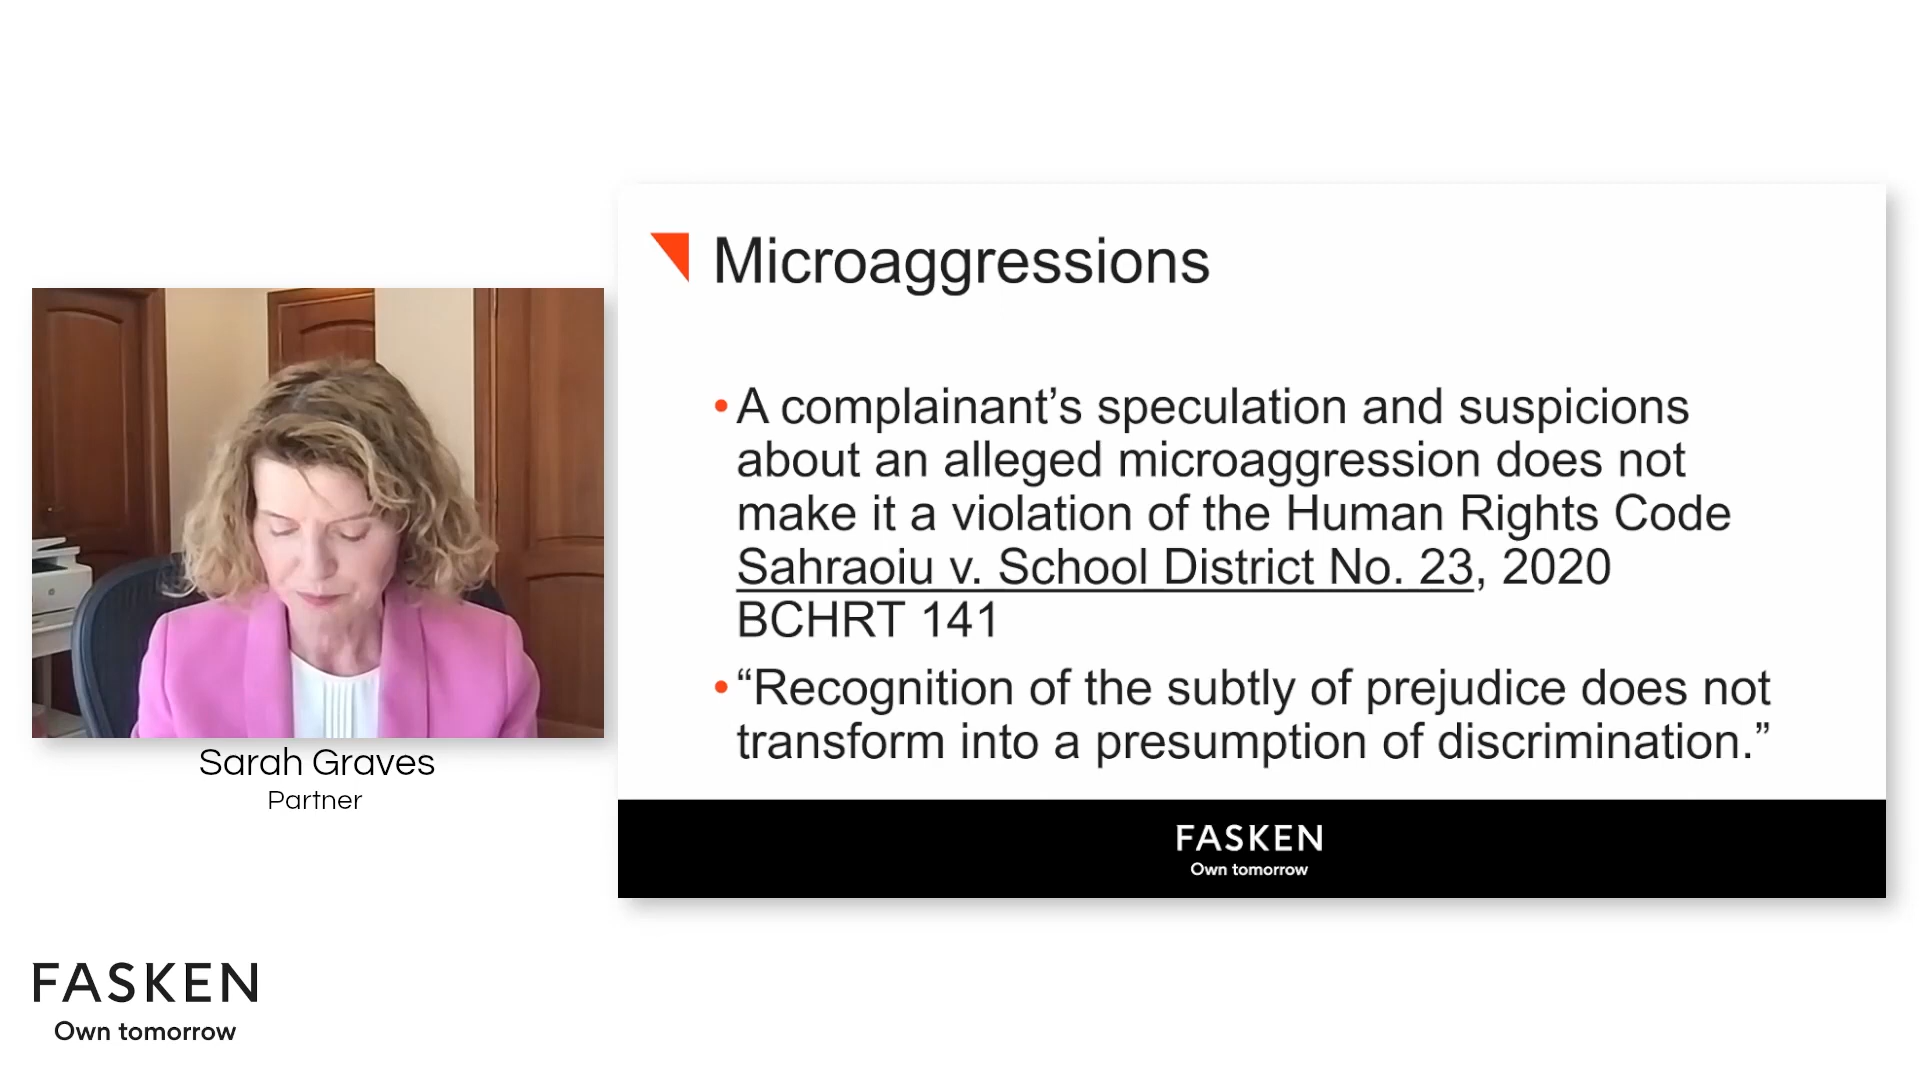 Microaggressions
•A complainant’s speculation and suspicions
about an alleged microaggression does not
make it a violation of the Human Rights Code
Sahraoiu v. School District No. 23, 2020
BCHRT 141
•“Recognition of the subtly of prejudice does not
transform into a presumption of discrimination.”
FASKEN
Own tomorrow
Sarah Graves
Partner
FASKEN
Own tomorrow